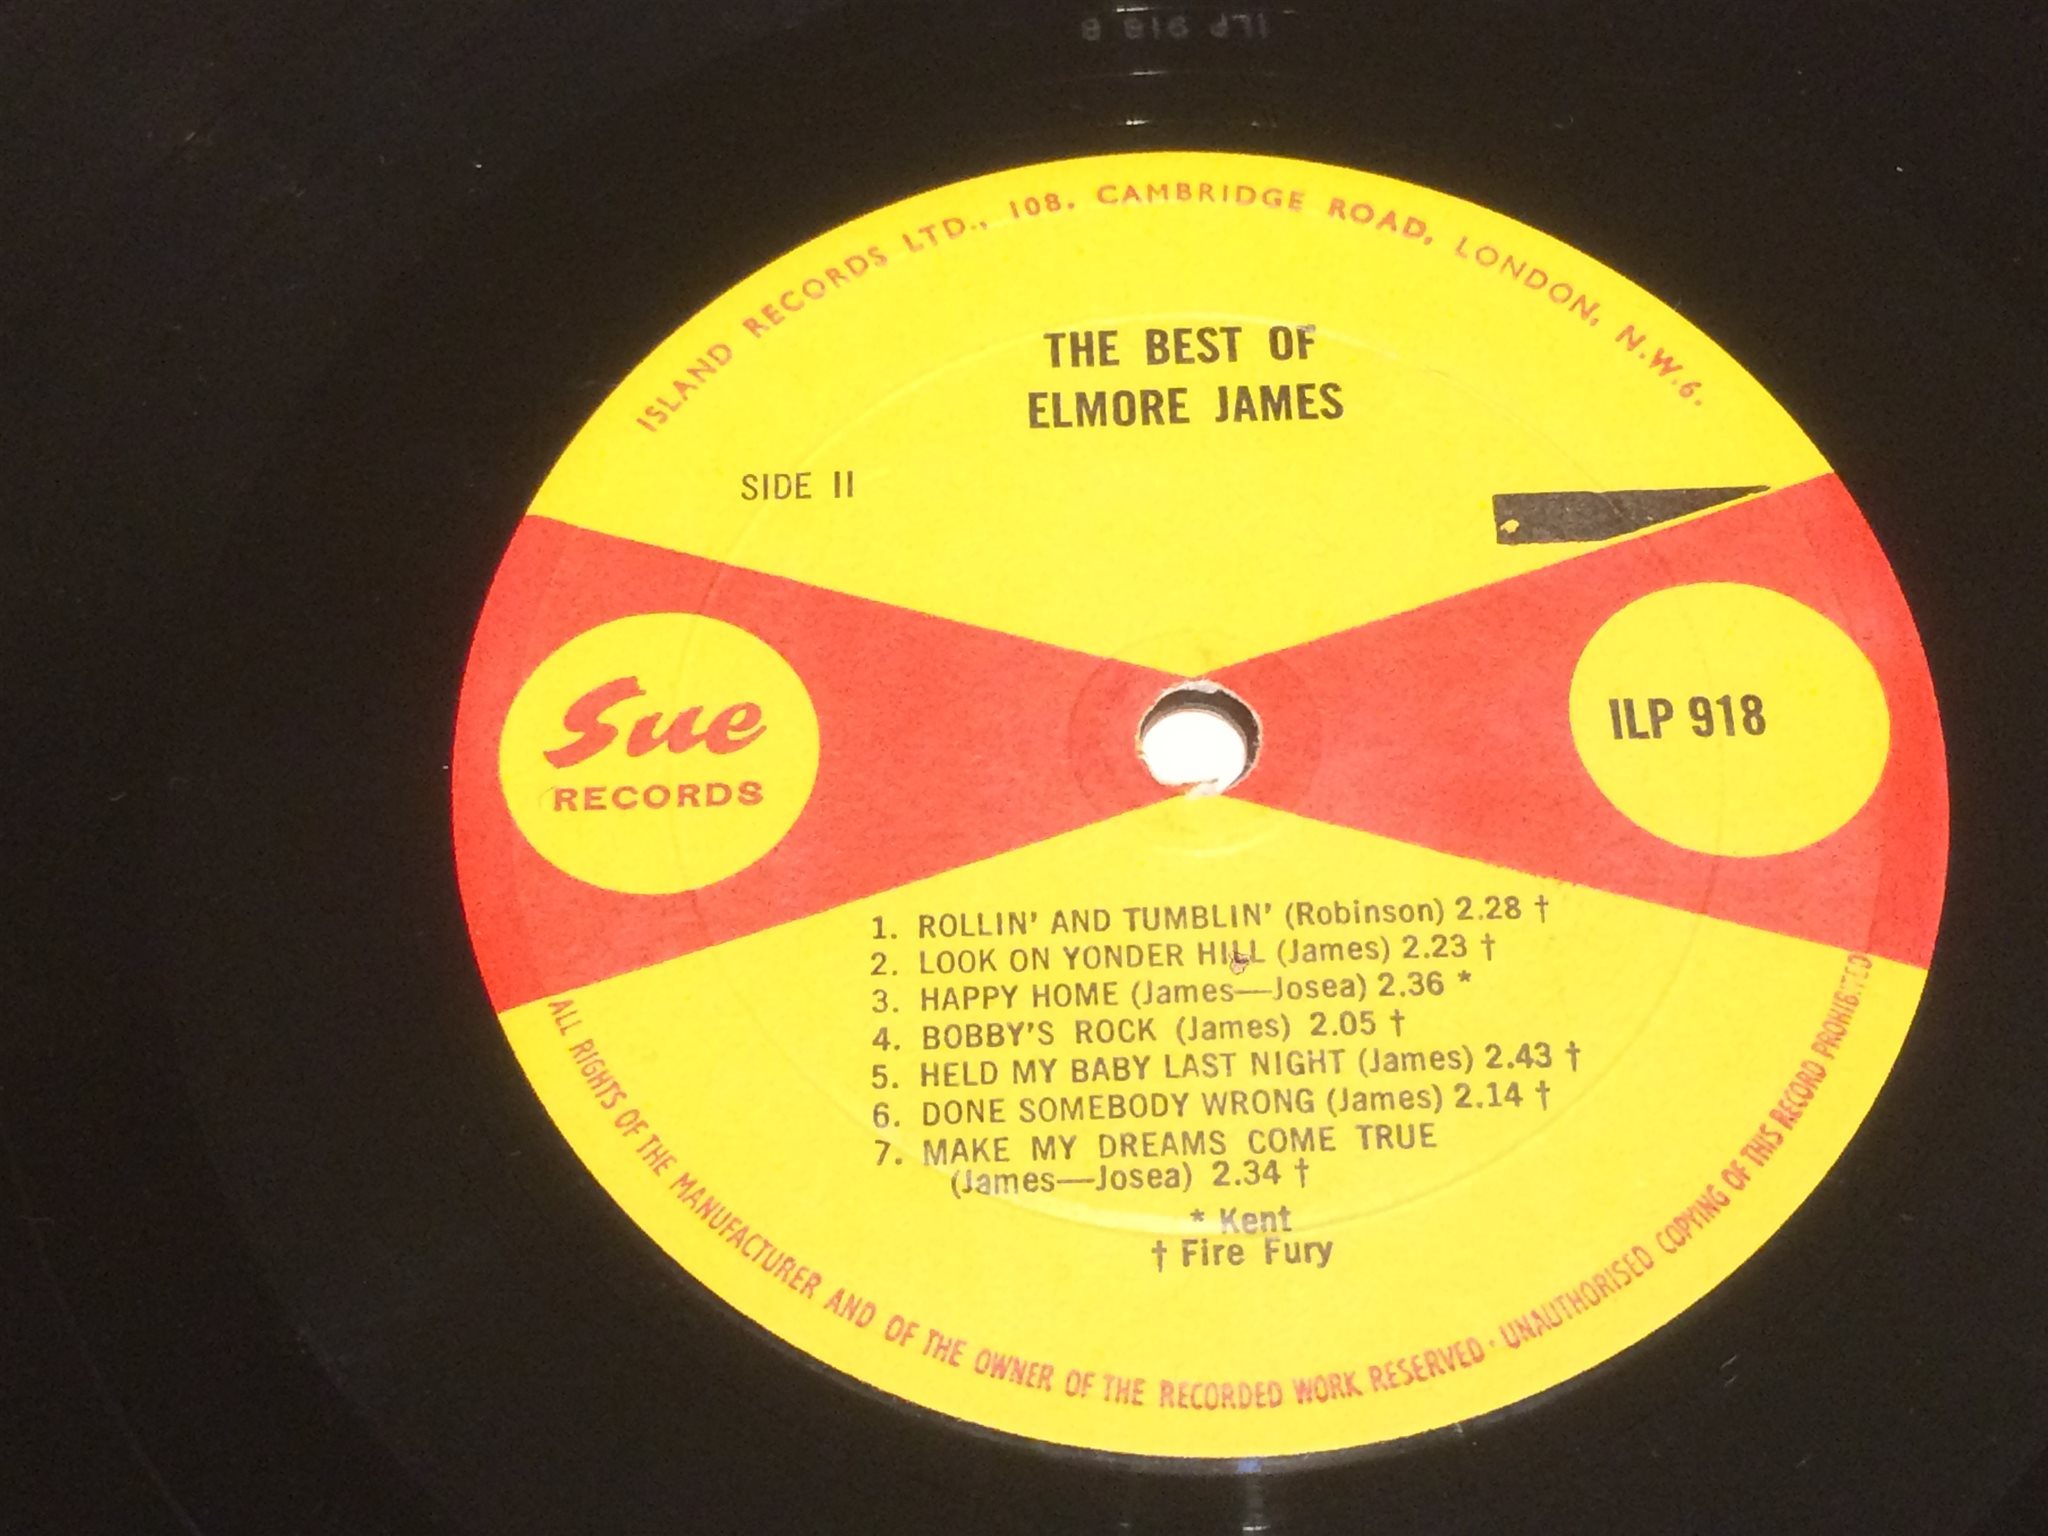 ILP 918 B
ISLAND RECORDS LTD., 108, CAMBRIDGE ROAD, LONDON, N.W.6.
THE BEST OF
ELMORE JAMES
SIDE II
Sue
RECORDS
ILP 918
1. ROLLIN' AND TUMBLIN' (Robinson) 2.28 †
2. LOOK ON YONDER HILL (James) 2.23 †
3. HAPPY HOME (James—Josea) 2.36 *
4. BOBBY'S ROCK (James) 2.05 †
5. HELD MY BABY LAST NIGHT (James) 2.43 †
6. DONE SOMEBODY WRONG (James) 2.14 †
7. MAKE MY DREAMS COME TRUE
(James—Josea) 2.34 †
* Kent
† Fire Fury
ALL RIGHTS OF THE MANUFACTURER AND OF THE OWNER OF THE RECORDED WORK RESERVED · UNAUTHORISED COPYING OF THIS RECORD PROHIBITED